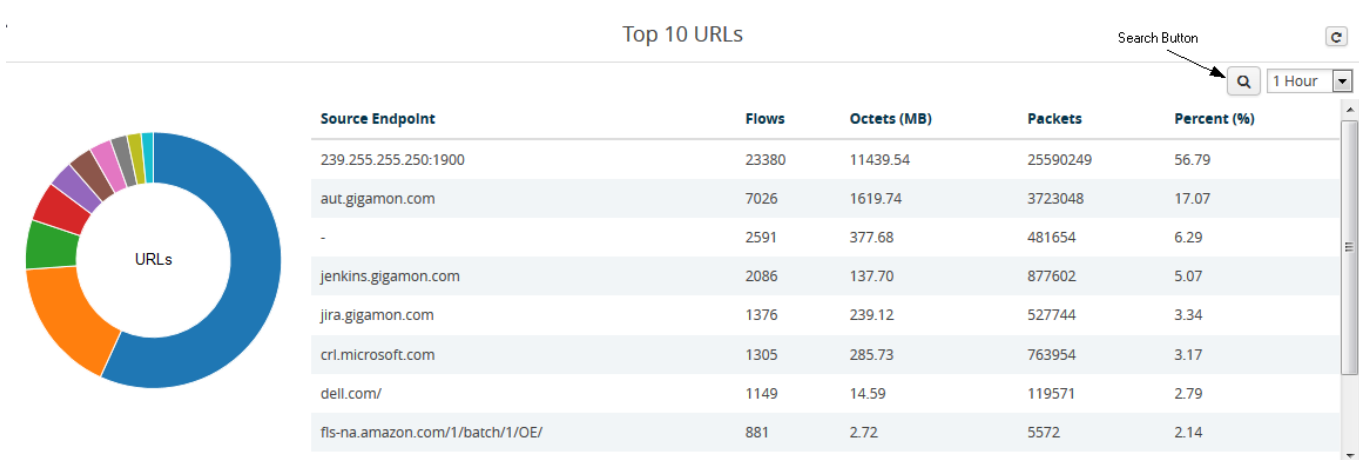 Top 10 URLs
Search Button
1 Hour
Source Endpoint Flows Octets (MB) Packets Percent (%)
239.255.255.250:1900 23380 11439.54 25590249 56.79
aut.gigamon.com 7026 1619.74 3723048 17.07
- 2591 377.68 481654 6.29
URLs
jenkins.gigamon.com 2086 137.70 877602 5.07
jira.gigamon.com 1376 239.12 527744 3.34
crl.microsoft.com 1305 285.73 763954 3.17
dell.com/ 1149 14.59 119571 2.79
fls-na.amazon.com/1/batch/1/OE/ 881 2.72 5572 2.14